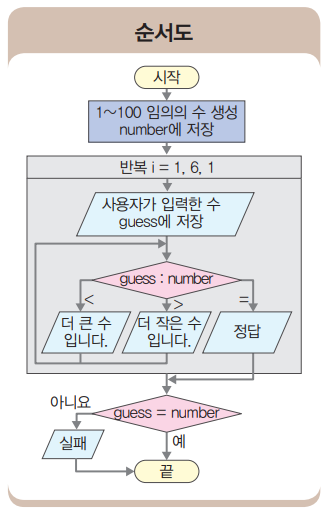 순서도
시작
1~100 임의의 수 생성
number에 저장
반복 i = 1, 6, 1
사용자가 입력한 수
guess에 저장
guess : number
<
>
=
더 큰 수
입니다.
더 작은 수
입니다.
정답
아니요
guess = number
예
실패
끝